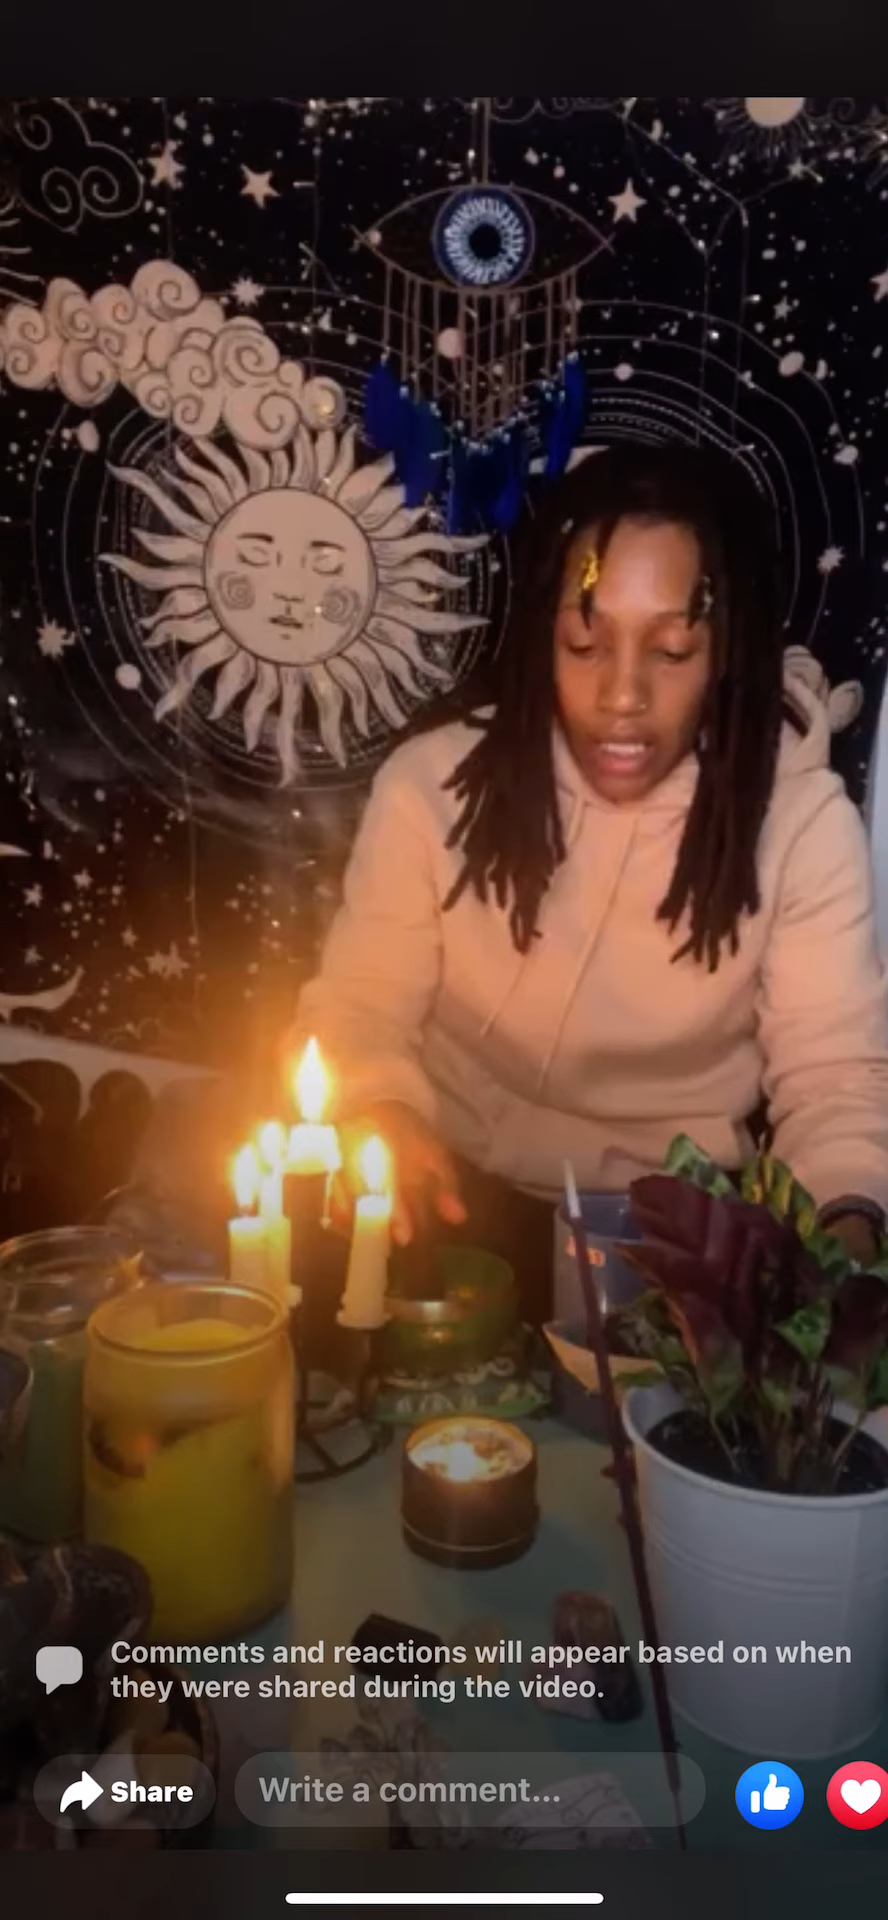 Comments and reactions will appear based on when
they were shared during the video.
Share
Write a comment...